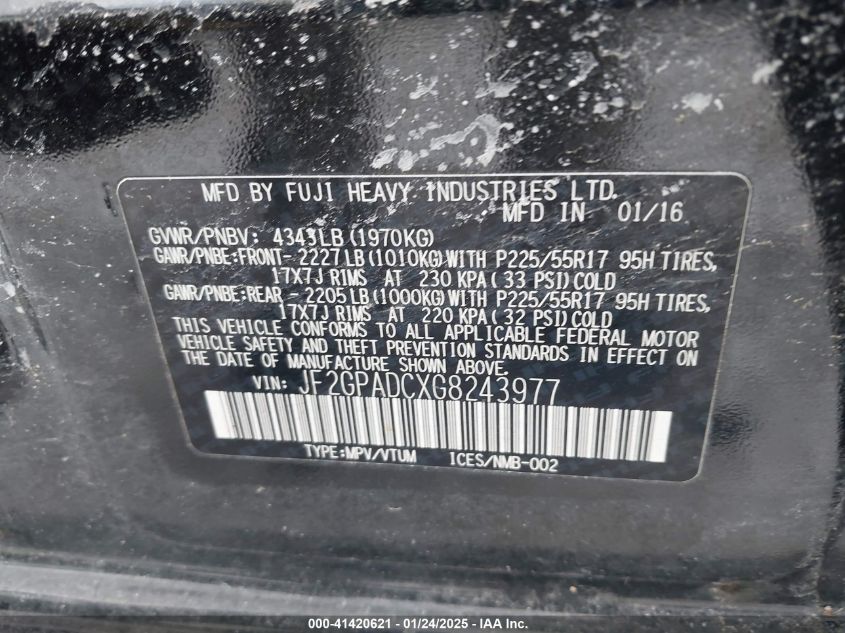 MFD BY FUJI HEAVY INDUSTRIES LTD.
MFD IN 01/16
GVWR/PNBV: 4343LB(1970KG)
GAWR/PNBE:FRONT- 2227LB(1010KG)WITH P225/55R17 95H TIRES,
17X7J RIMS AT 230 KPA(33 PSI)COLD
GAWR/PNBE:REAR - 2205LB(1000KG)WITH P225/55R17 95H TIRES,
17X7J RIMS AT 220 KPA(32 PSI)COLD
THIS VEHICLE CONFORMS TO ALL APPLICABLE FEDERAL MOTOR
VEHICLE SAFETY AND THEFT PREVENTION STANDARDS IN EFFECT ON
THE DATE OF MANUFACTURE SHOWN ABOVE.
VIN: JF2GPADCXG8243977
TYPE:MPV/VTUM ICES/NMB-002
000-41420621 - 01/24/2025 - IAA Inc.